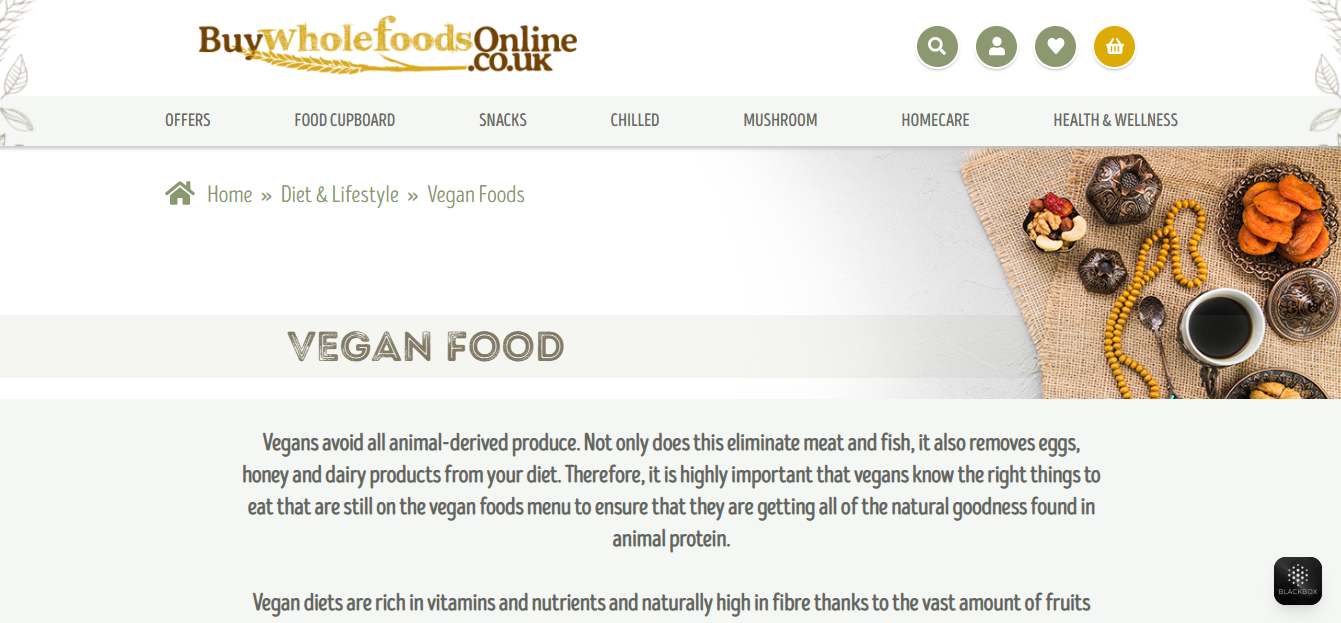 BuyWholefoodsOnline
.co.uk
OFFERS FOOD CUPBOARD SNACKS CHILLED MUSHROOM HOMECARE HEALTH & WELLNESS
Home » Diet & Lifestyle » Vegan Foods
VEGAN FOOD
Vegans avoid all animal-derived produce. Not only does this eliminate meat and fish, it also removes eggs,
honey and dairy products from your diet. Therefore, it is highly important that vegans know the right things to
eat that are still on the vegan foods menu to ensure that they are getting all of the natural goodness found in
animal protein.
Vegan diets are rich in vitamins and nutrients and naturally high in fibre thanks to the vast amount of fruits
BLACKBOX